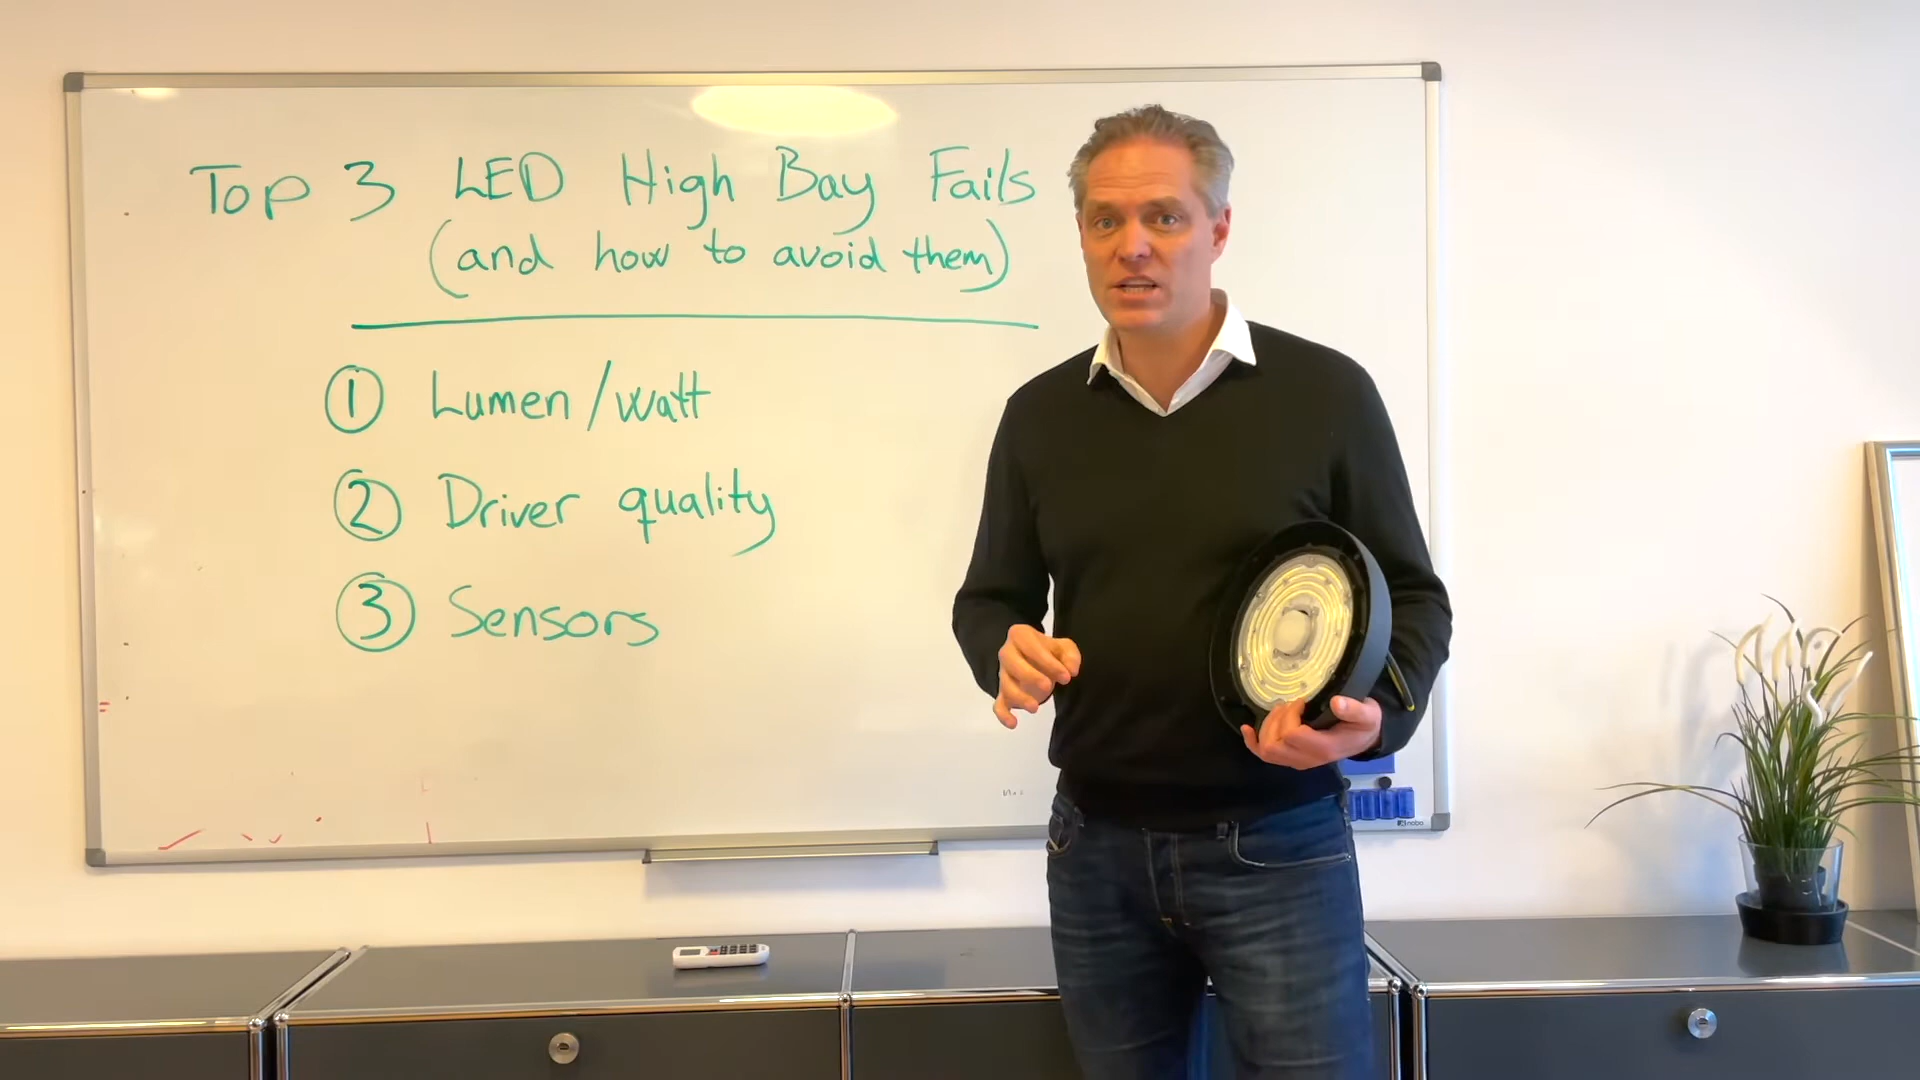 Top 3 LED High Bay Fails
(and how to avoid them)
1 Lumen/watt
2 Driver quality
3 Sensors
nobo